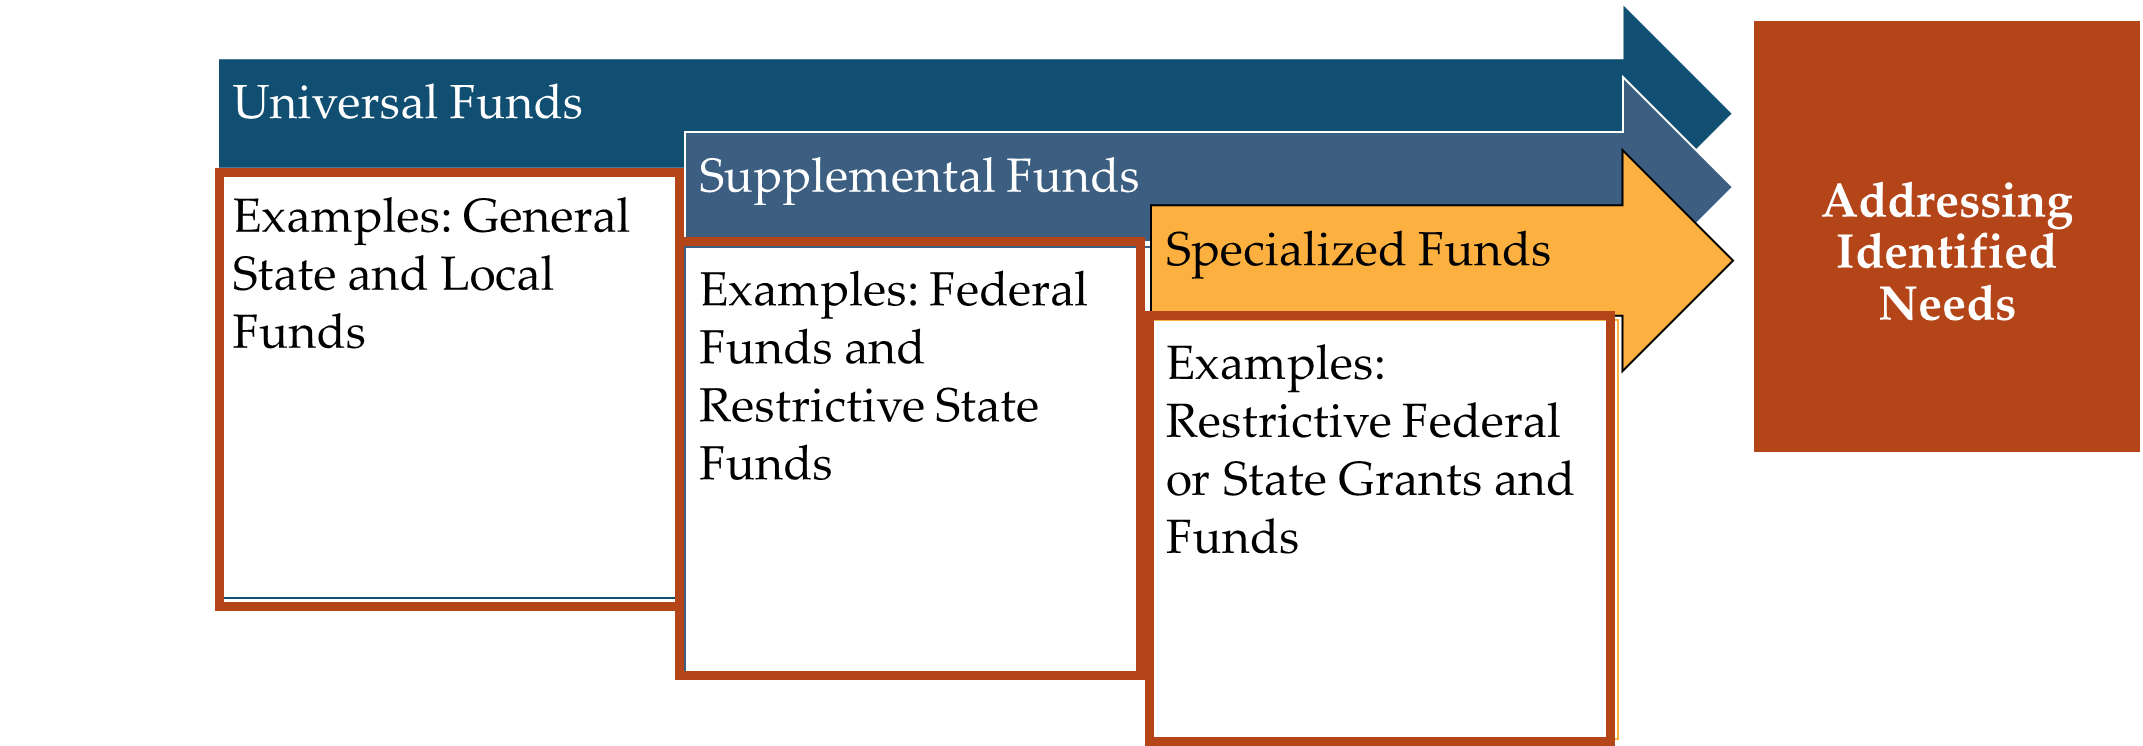 Universal Funds
Examples: General
State and Local
Funds
Supplemental Funds
Examples: Federal
Funds and
Restrictive State
Funds
Specialized Funds
Examples:
Restrictive Federal
or State Grants and
Funds
Addressing
Identified
Needs